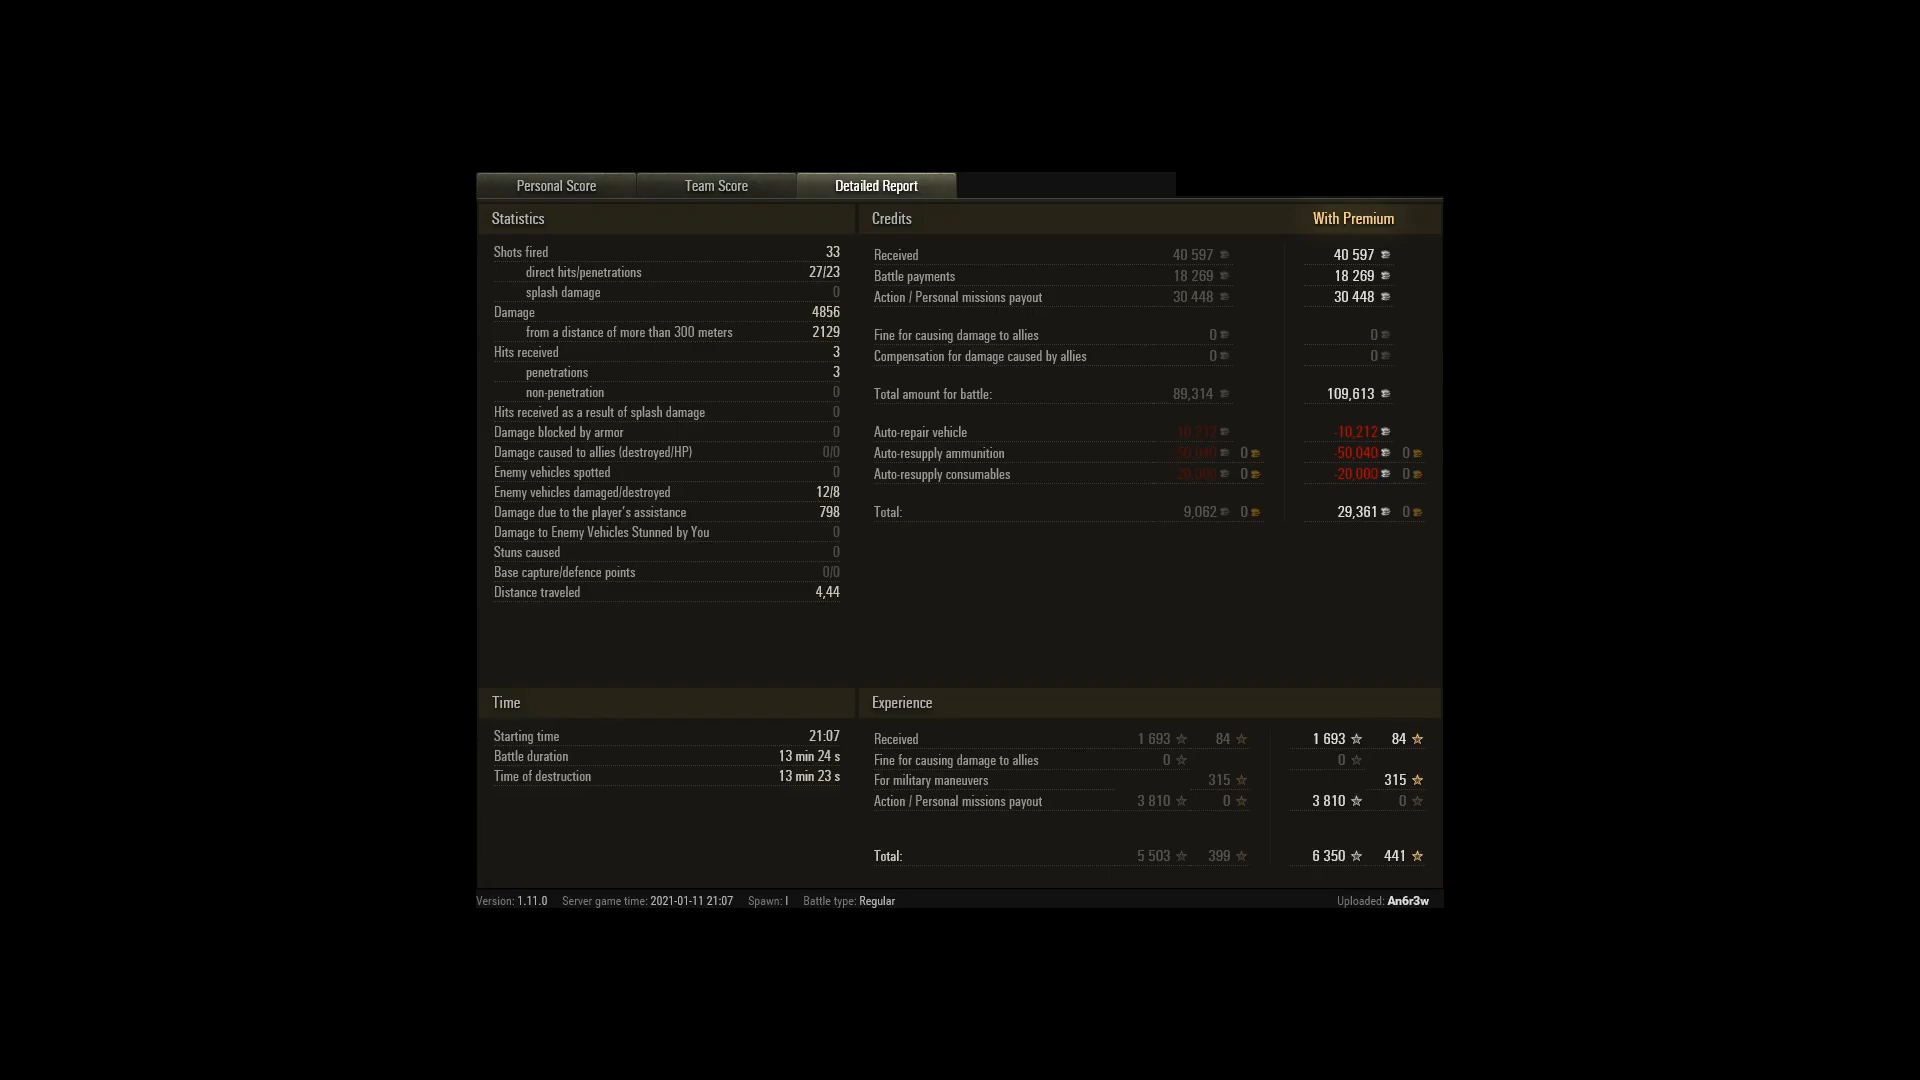 Personal Score Team Score Detailed Report
Statistics
Shots fired 33
direct hits/penetrations 27/23
splash damage 0
Damage 4856
from a distance of more than 300 meters 2129
Hits received 3
penetrations 3
non-penetration 0
Hits received as a result of splash damage 0
Damage blocked by armor 0
Damage caused to allies (destroyed/HP) 0/0
Enemy vehicles spotted 0
Enemy vehicles damaged/destroyed 12/8
Damage due to the player's assistance 798
Damage to Enemy Vehicles Stunned by You 0
Stuns caused 0
Base capture/defence points 0/0
Distance traveled 4,44
Credits With Premium
Received 40 597 40 597
Battle payments 18 269 18 269
Action / Personal missions payout 30 448 30 448
Fine for causing damage to allies 0 0
Compensation for damage caused by allies 0 0
Total amount for battle: 89,314 109,613
Auto-repair vehicle -10,212 -10,212
Auto-resupply ammunition -50,040 0 -50,040 0
Auto-resupply consumables -20,000 0 -20,000 0
Total: 9,062 0 29,361 0
Time
Starting time 21:07
Battle duration 13 min 24 s
Time of destruction 13 min 23 s
Experience
Received 1 693 84 1 693 84
Fine for causing damage to allies 0 0
For military maneuvers 315 315
Action / Personal missions payout 3 810 0 3 810 0
Total: 5 503 399 6 350 441
Version: 1.11.0 Server game time: 2021-01-11 21:07 Spawn: I Battle type: Regular Uploaded: An6r3w